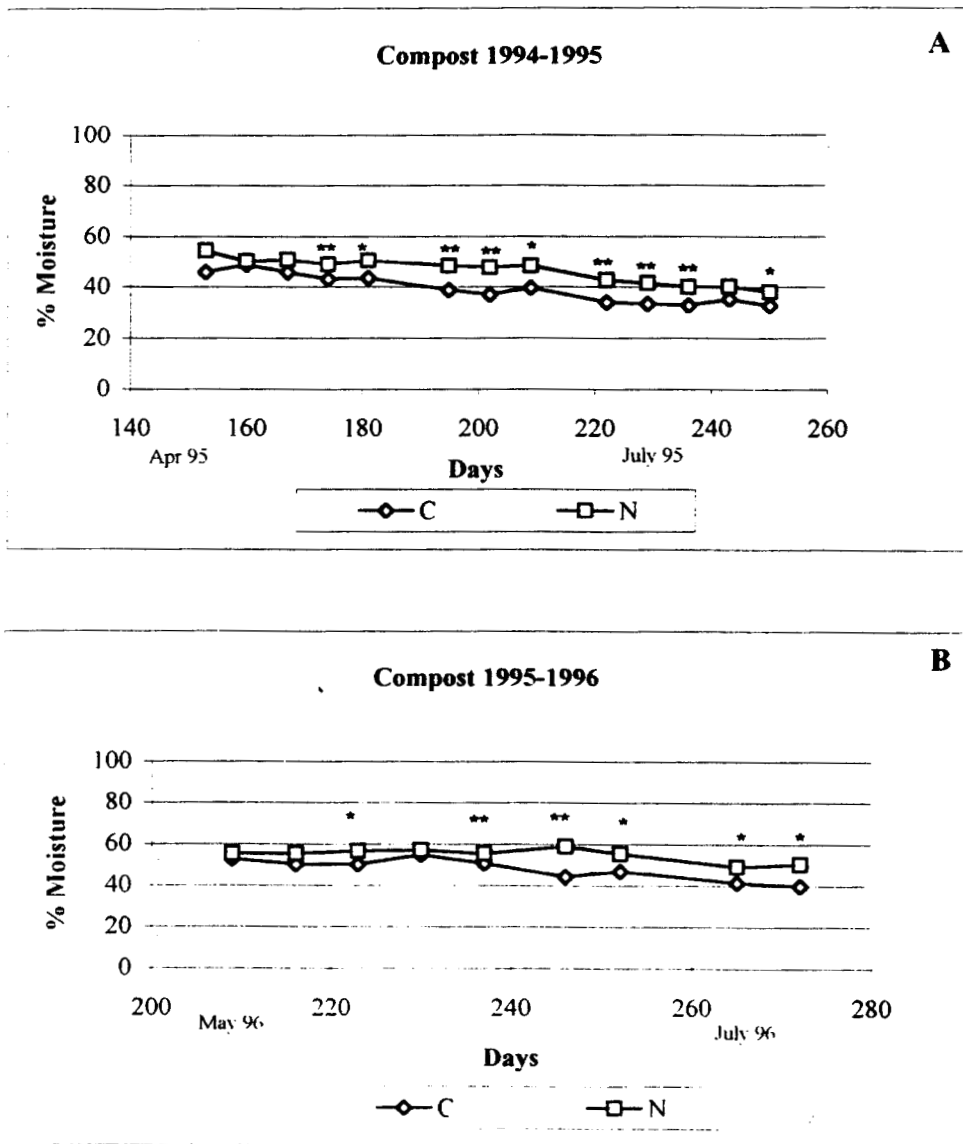 A
Compost 1994-1995
% Moisture
100
80
60
40
20
0
** * ** ** * ** ** ** *
140 160 180 200 220 240 260
Apr 95 July 95
Days
C N
B
Compost 1995-1996
% Moisture
100
80
60
40
20
0
* ** ** * * *
200 220 240 260 280
May 96 July 96
Days
C N